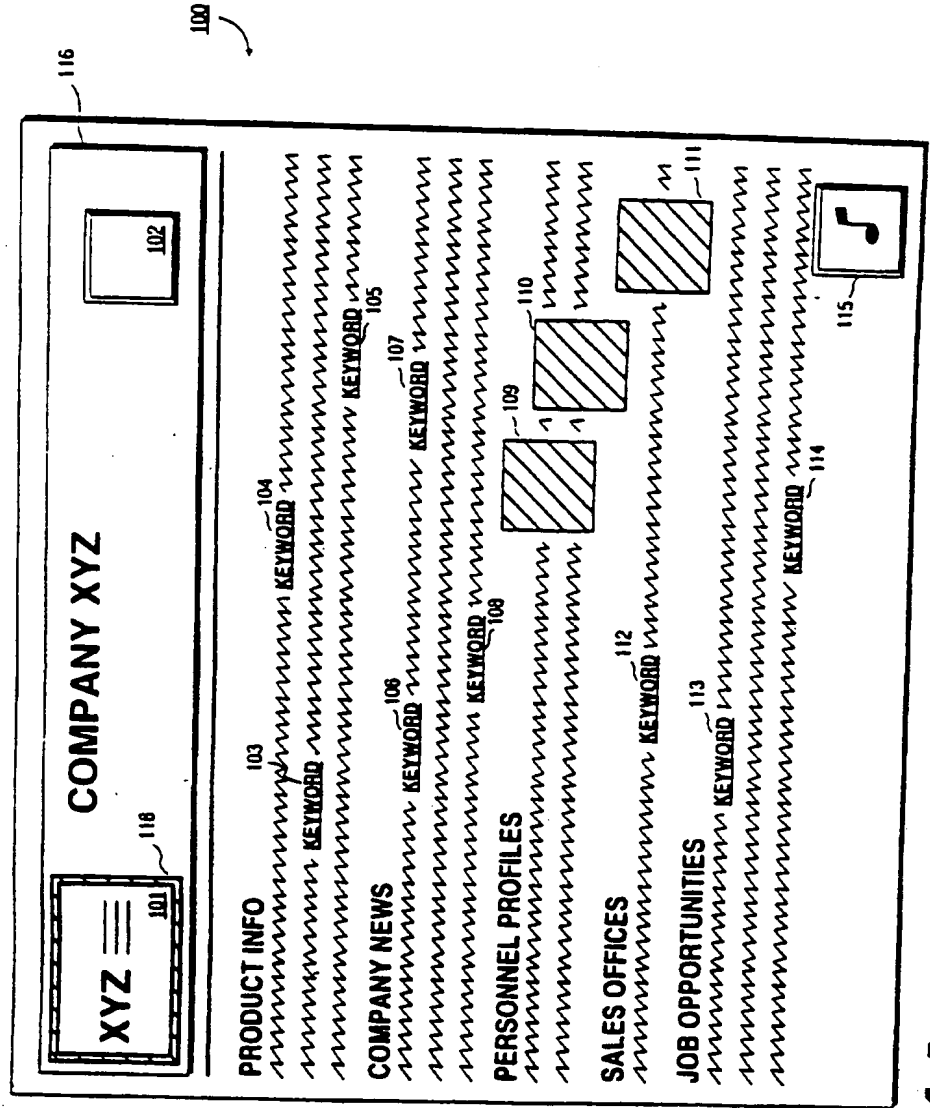 100
116
COMPANY XYZ
XYZ
101
118
102
PRODUCT INFO
103
104
KEYWORD
KEYWORD
KEYWORD
105
COMPANY NEWS
106
107
KEYWORD
KEYWORD
KEYWORD
108
PERSONNEL PROFILES
109
110
SALES OFFICES
111
112
KEYWORD
JOB OPPORTUNITIES
113
KEYWORD
KEYWORD
114
115